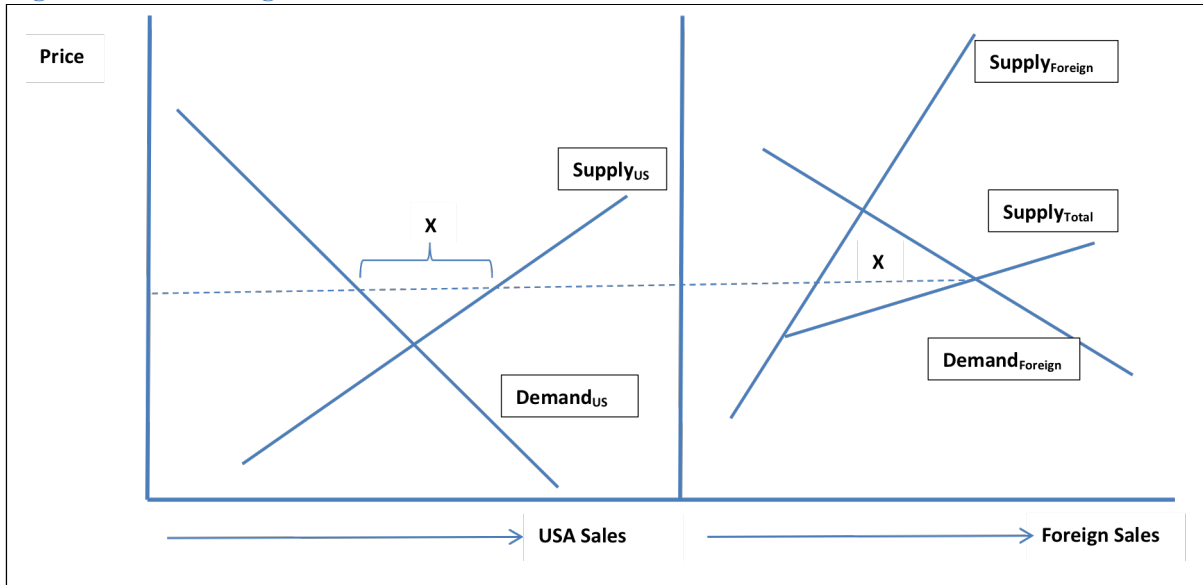 Price
Supply_Foreign
Supply_US
X
Supply_Total
X
Demand_Foreign
Demand_US
USA Sales
Foreign Sales